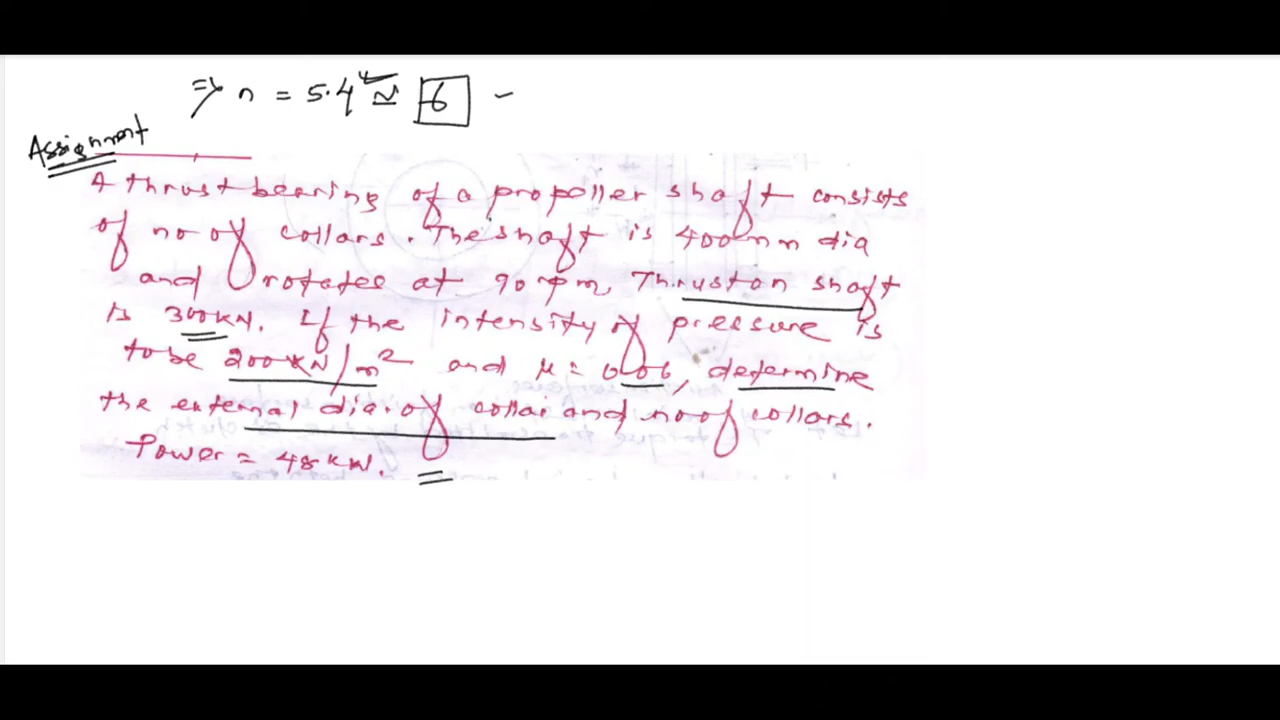 ⇒ n = 5.4 ≃ 6
Assignment
A thrust bearing of a propeller shaft consists
of no of collars. The shaft is 400mm dia
and rotates at 90 rpm. Thrust on shaft
is 300kN. If the intensity of pressure is
to be 200kN/m² and μ = 0.06, determine
the external dia. of collar and no of collars.
Power = 48kW.